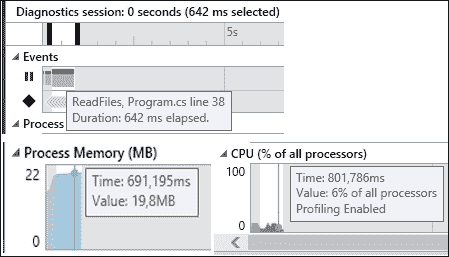 Diagnostics session: 0 seconds (642 ms selected)
5s
Events
ReadFiles, Program.cs line 38
Duration: 642 ms elapsed.
Process
Process Memory (MB)
22
Time: 691,195ms
Value: 19,8MB
0
CPU (% of all processors)
100
Time: 801,786ms
Value: 6% of all processors
Profiling Enabled
0